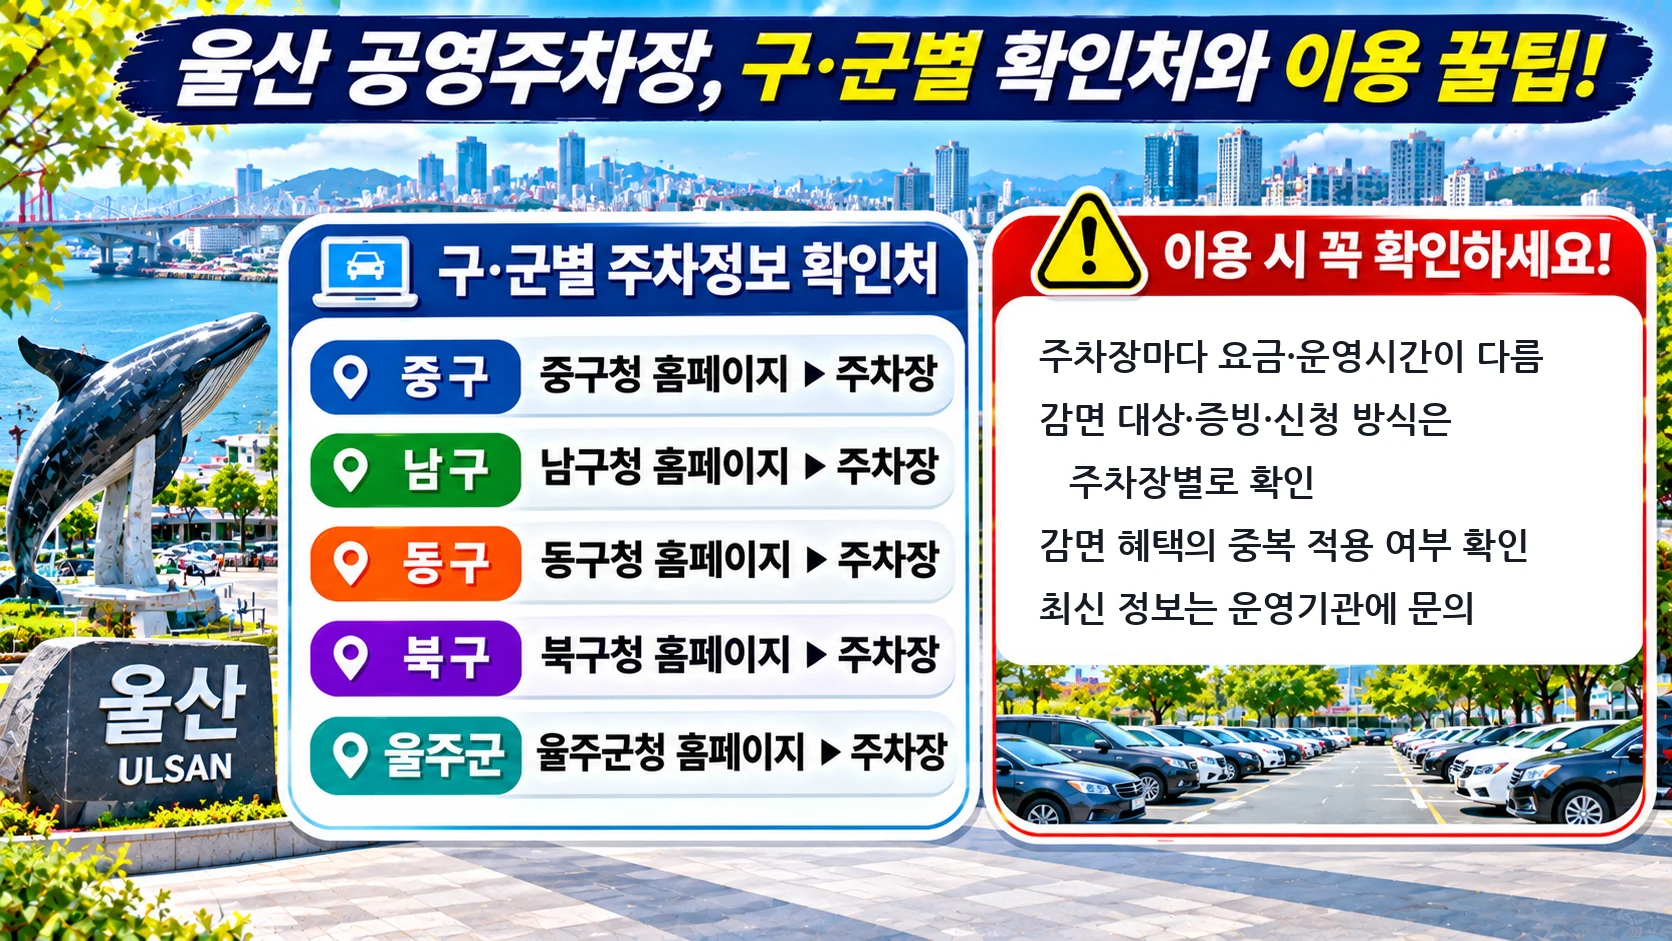 울산 공영주차장, 구·군별 확인처와 이용 꿀팁!
구·군별 주차정보 확인처
중구 중구청 홈페이지 ▶ 주차장
남구 남구청 홈페이지 ▶ 주차장
동구 동구청 홈페이지 ▶ 주차장
북구 북구청 홈페이지 ▶ 주차장
울주군 율주군청 홈페이지 ▶ 주차장
이용 시 꼭 확인하세요!
주차장마다 요금·운영시간이 다름
감면 대상·증빙·신청 방식은
주차장별로 확인
감면 혜택의 중복 적용 여부 확인
최신 정보는 운영기관에 문의
울산
ULSAN